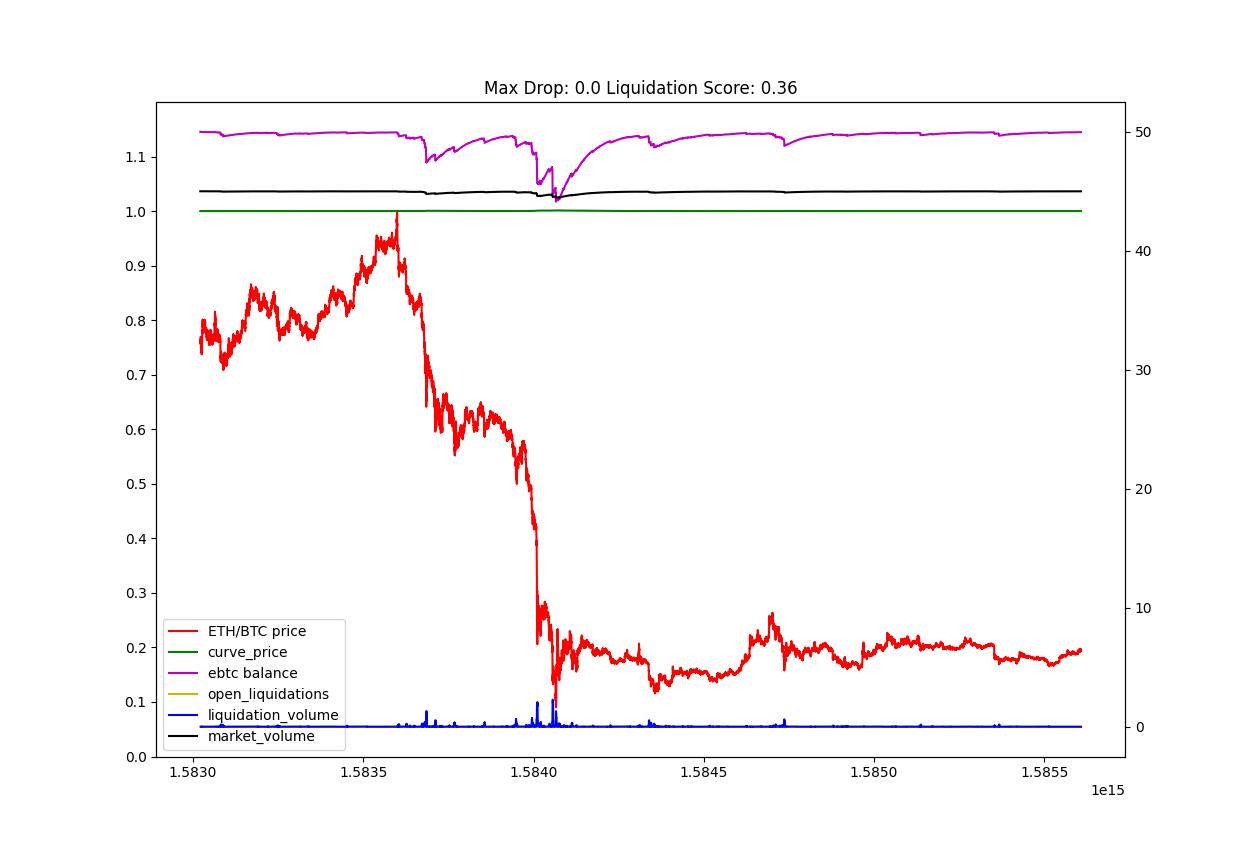 Max Drop: 0.0 Liquidation Score: 0.36
1.1
1.0
0.9
0.8
0.7
0.6
0.5
0.4
0.3
0.2
0.1
0.0
50
40
30
20
10
0
ETH/BTC price
curve_price
ebtc balance
open_liquidations
liquidation_volume
market_volume
1.5830 1.5835 1.5840 1.5845 1.5850 1.5855
1e15